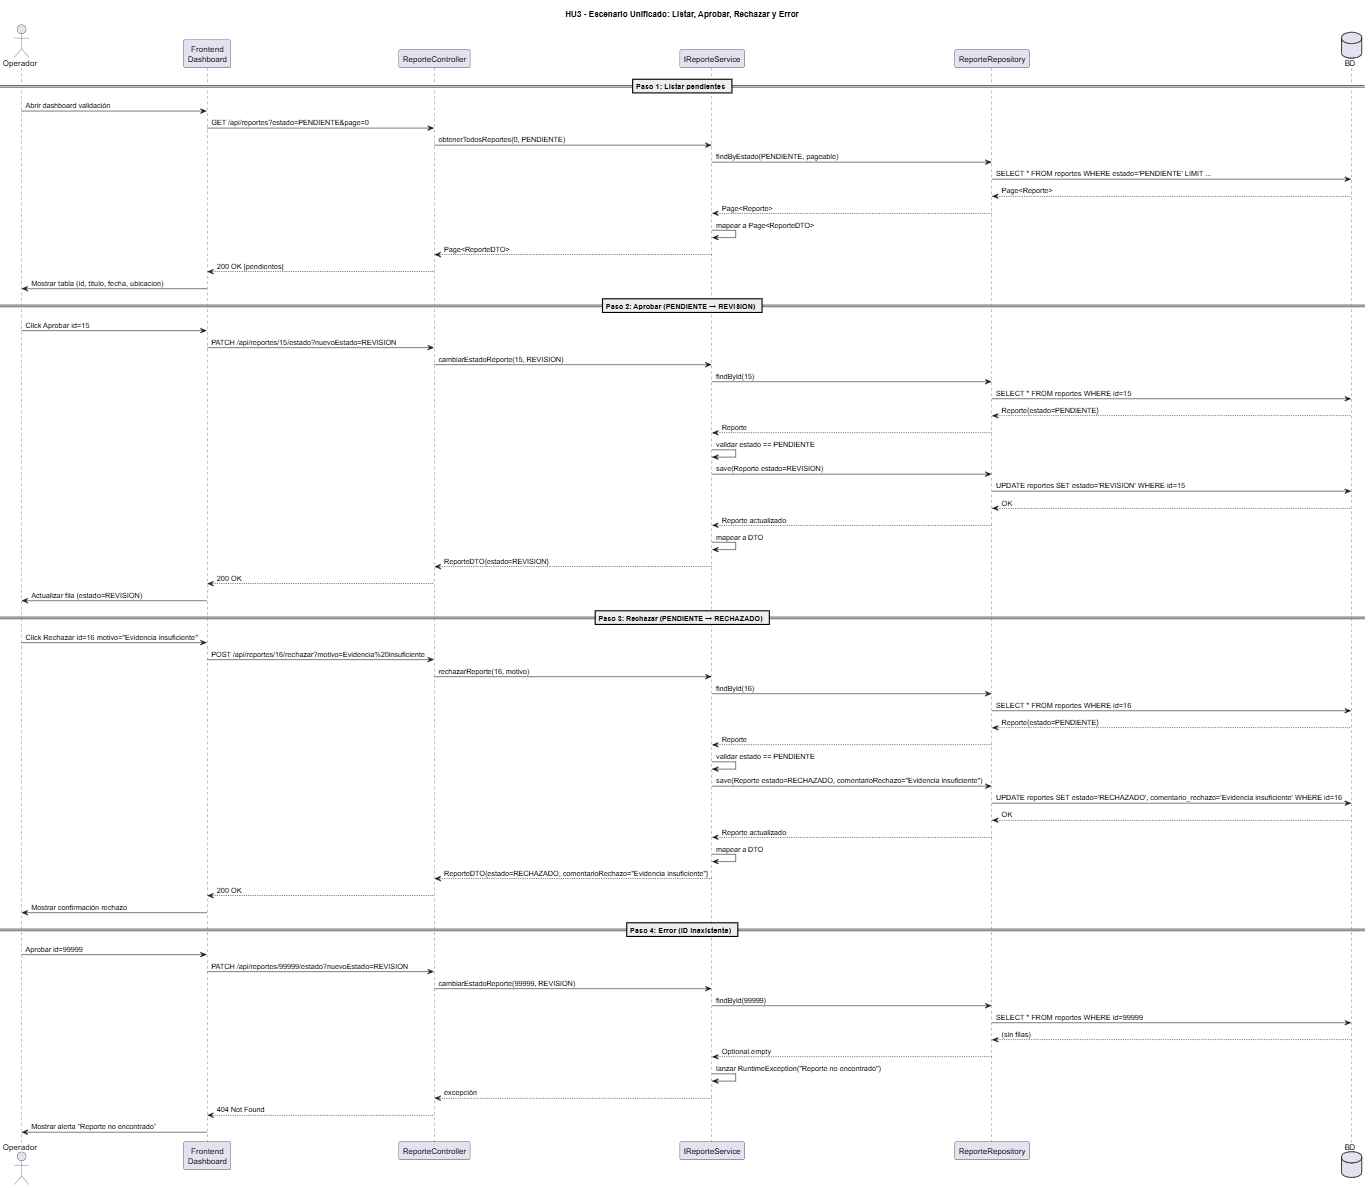 HU3 - Escenario Unificado: Listar, Aprobar, Rechazar y Error
Operador
Frontend
Dashboard
ReporteController
IReporteService
ReporteRepository
BD
Paso 1: Listar pendientes
Abrir dashboard validación
GET /api/reportes?estado=PENDIENTE&page=0
obtenerTodosReportes(0, PENDIENTE)
findByEstado(PENDIENTE, pageable)
SELECT * FROM reportes WHERE estado='PENDIENTE' LIMIT ...
Page<Reporte>
Page<Reporte>
mapear a Page<ReporteDTO>
Page<ReporteDTO>
200 OK [pendientes]
Mostrar tabla (id, titulo, fecha, ubicacion)
Paso 2: Aprobar (PENDIENTE → REVISION)
Click Aprobar id=15
PATCH /api/reportes/15/estado?nuevoEstado=REVISION
cambiarEstadoReporte(15, REVISION)
findById(15)
SELECT * FROM reportes WHERE id=15
Reporte(estado=PENDIENTE)
Reporte
validar estado == PENDIENTE
save(Reporte estado=REVISION)
UPDATE reportes SET estado='REVISION' WHERE id=15
OK
Reporte actualizado
mapear a DTO
ReporteDTO(estado=REVISION)
200 OK
Actualizar fila (estado=REVISION)
Paso 3: Rechazar (PENDIENTE → RECHAZADO)
Click Rechazar id=16 motivo="Evidencia insuficiente"
POST /api/reportes/16/rechazar?motivo=Evidencia%20insuficiente
rechazarReporte(16, motivo)
findById(16)
SELECT * FROM reportes WHERE id=16
Reporte(estado=PENDIENTE)
Reporte
validar estado == PENDIENTE
save(Reporte estado=RECHAZADO, comentarioRechazo="Evidencia insuficiente")
UPDATE reportes SET estado='RECHAZADO', comentario_rechazo='Evidencia insuficiente' WHERE id=16
OK
Reporte actualizado
mapear a DTO
ReporteDTO(estado=RECHAZADO, comentarioRechazo="Evidencia insuficiente")
200 OK
Mostrar confirmación rechazo
Paso 4: Error (ID inexistente)
Aprobar id=99999
PATCH /api/reportes/99999/estado?nuevoEstado=REVISION
cambiarEstadoReporte(99999, REVISION)
findById(99999)
SELECT * FROM reportes WHERE id=99999
(sin filas)
Optional.empty
lanzar RuntimeException("Reporte no encontrado")
excepción
404 Not Found
Mostrar alerta "Reporte no encontrado"
Operador
Frontend
Dashboard
ReporteController
IReporteService
ReporteRepository
BD